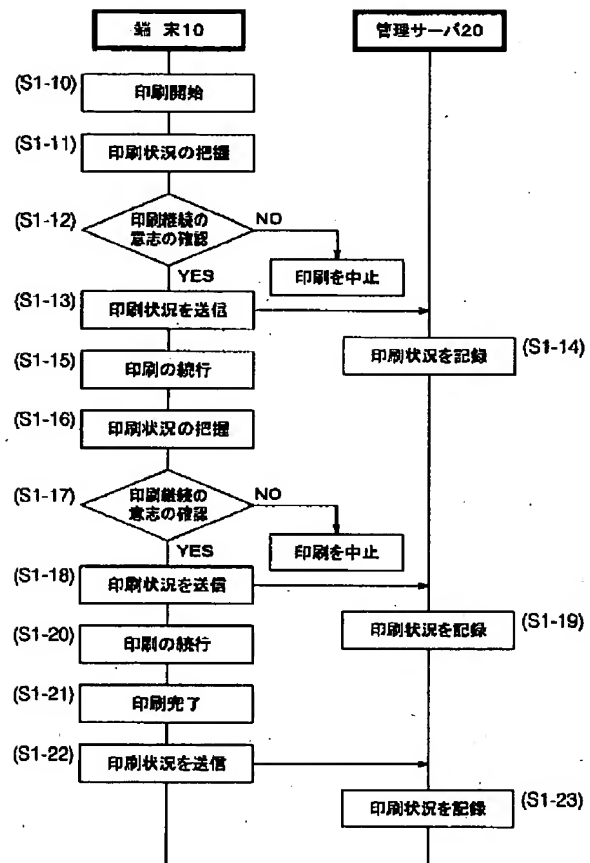 端 末10
管理サーバ20
(S1-10)
印刷開始
(S1-11)
印刷状況の把握
(S1-12)
印刷継続の
意志の確認
NO
印刷を中止
YES
(S1-13)
印刷状況を送信
印刷状況を記録
(S1-14)
(S1-15)
印刷の続行
(S1-16)
印刷状況の把握
(S1-17)
印刷継続の
意志の確認
NO
印刷を中止
YES
(S1-18)
印刷状況を送信
印刷状況を記録
(S1-19)
(S1-20)
印刷の続行
(S1-21)
印刷完了
(S1-22)
印刷状況を送信
印刷状況を記録
(S1-23)